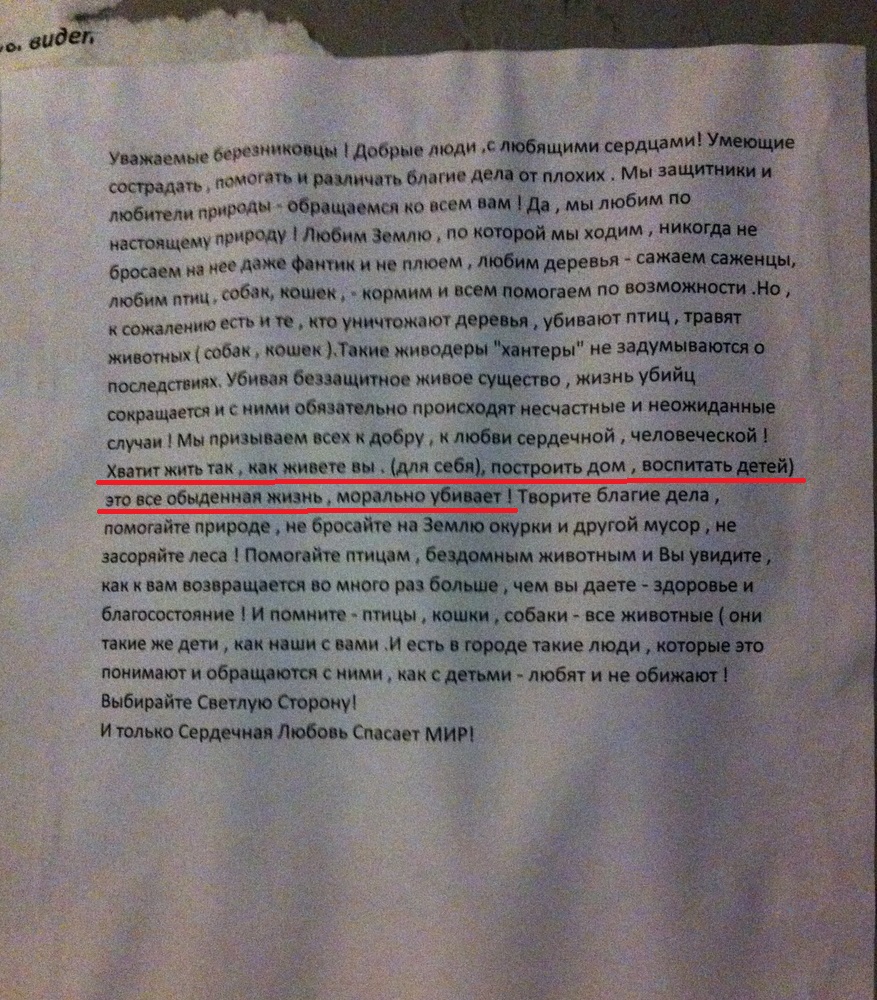 видел,
Уважаемые березниковцы ! Добрые люди ,с любящими сердцами! Умеющие
сострадать , помогать и различать благие дела от плохих . Мы защитники и
любители природы - обращаемся ко всем вам ! Да , мы любим по
настоящему природу ! Любим Землю , по которой мы ходим , никогда не
бросаем на нее даже фантик и не плюем , любим деревья - сажаем саженцы,
любим птиц , собак, кошек , - кормим и всем помогаем по возможности .Но ,
к сожалению есть и те , кто уничтожают деревья , убивают птиц , травят
животных ( собак , кошек ).Такие живодеры "хантеры" не задумываются о
последствиях. Убивая беззащитное живое существо , жизнь убийц
сокращается и с ними обязательно происходят несчастные и неожиданные
случаи ! Мы призываем всех к добру , к любви сердечной , человеческой !
Хватит жить так , как живете вы . (для себя), построить дом , воспитать детей)
это все обыденная жизнь , морально убивает ! Творите благие дела ,
помогайте природе , не бросайте на Землю окурки и другой мусор , не
засоряйте леса ! Помогайте птицам , бездомным животным и Вы увидите ,
как к вам возвращается во много раз больше , чем вы даете - здоровье и
благосостояние ! И помните - птицы , кошки , собаки - все животные ( они
такие же дети , как наши с вами .И есть в городе такие люди , которые это
понимают и обращаются с ними , как с детьми - любят и не обижают !
Выбирайте Светлую Сторону!
И только Сердечная Любовь Спасает МИР!